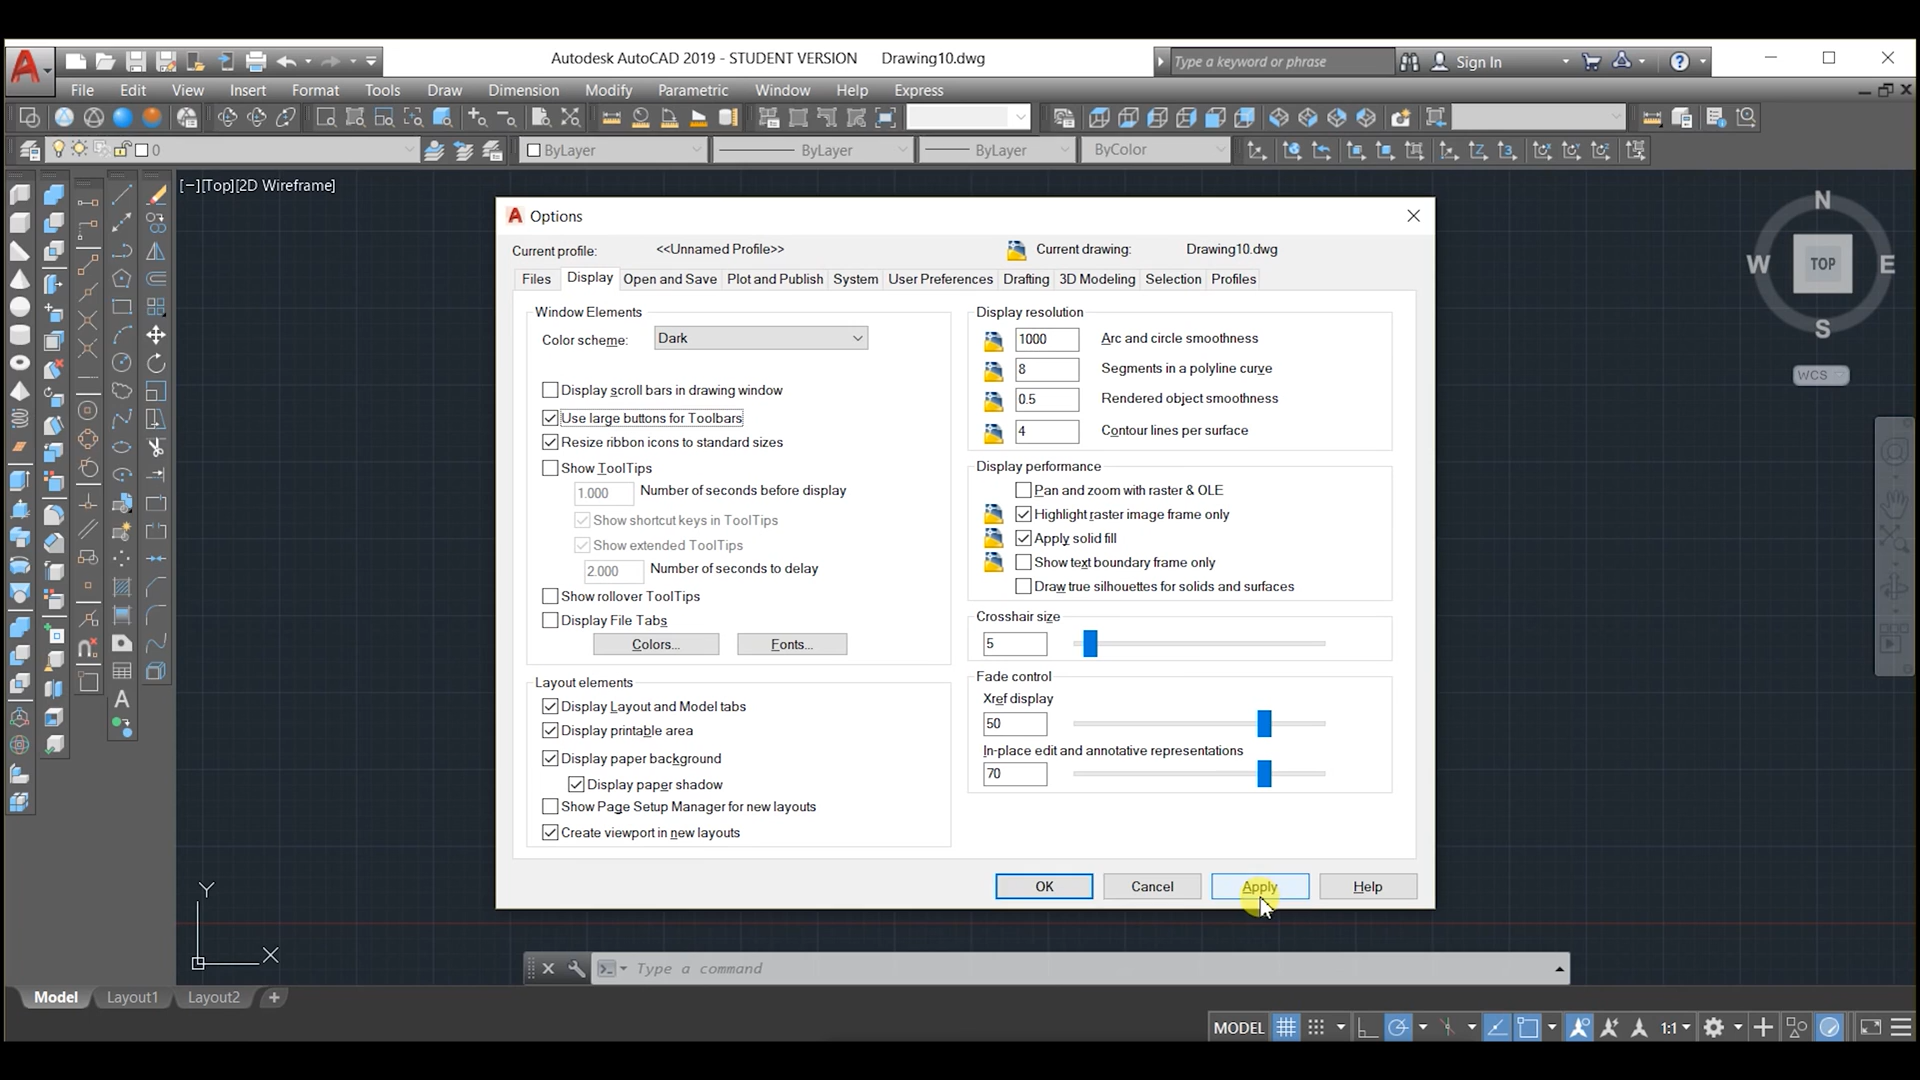 Autodesk AutoCAD 2019 - STUDENT VERSION Drawing10.dwg
Type a keyword or phrase
Sign In
File Edit View Insert Format Tools Draw Dimension Modify Parametric Window Help Express
0 ByLayer ByLayer ByLayer ByColor
[−][Top][2D Wireframe]
N
W TOP E
S
WCS
A Options
Current profile: <<Unnamed Profile>> Current drawing: Drawing10.dwg
Files Display Open and Save Plot and Publish System User Preferences Drafting 3D Modeling Selection Profiles
Window Elements
Color scheme: Dark
Display scroll bars in drawing window
Use large buttons for Toolbars
Resize ribbon icons to standard sizes
Show ToolTips
1.000 Number of seconds before display
Show shortcut keys in ToolTips
Show extended ToolTips
2.000 Number of seconds to delay
Show rollover ToolTips
Display File Tabs
Colors... Fonts...
Layout elements
Display Layout and Model tabs
Display printable area
Display paper background
Display paper shadow
Show Page Setup Manager for new layouts
Create viewport in new layouts
Display resolution
1000 Arc and circle smoothness
8 Segments in a polyline curve
0.5 Rendered object smoothness
4 Contour lines per surface
Display performance
Pan and zoom with raster & OLE
Highlight raster image frame only
Apply solid fill
Show text boundary frame only
Draw true silhouettes for solids and surfaces
Crosshair size
5
Fade control
Xref display
50
In-place edit and annotative representations
70
OK Cancel Apply Help
Y
X
Type a command
Model Layout1 Layout2 +
MODEL 1:1